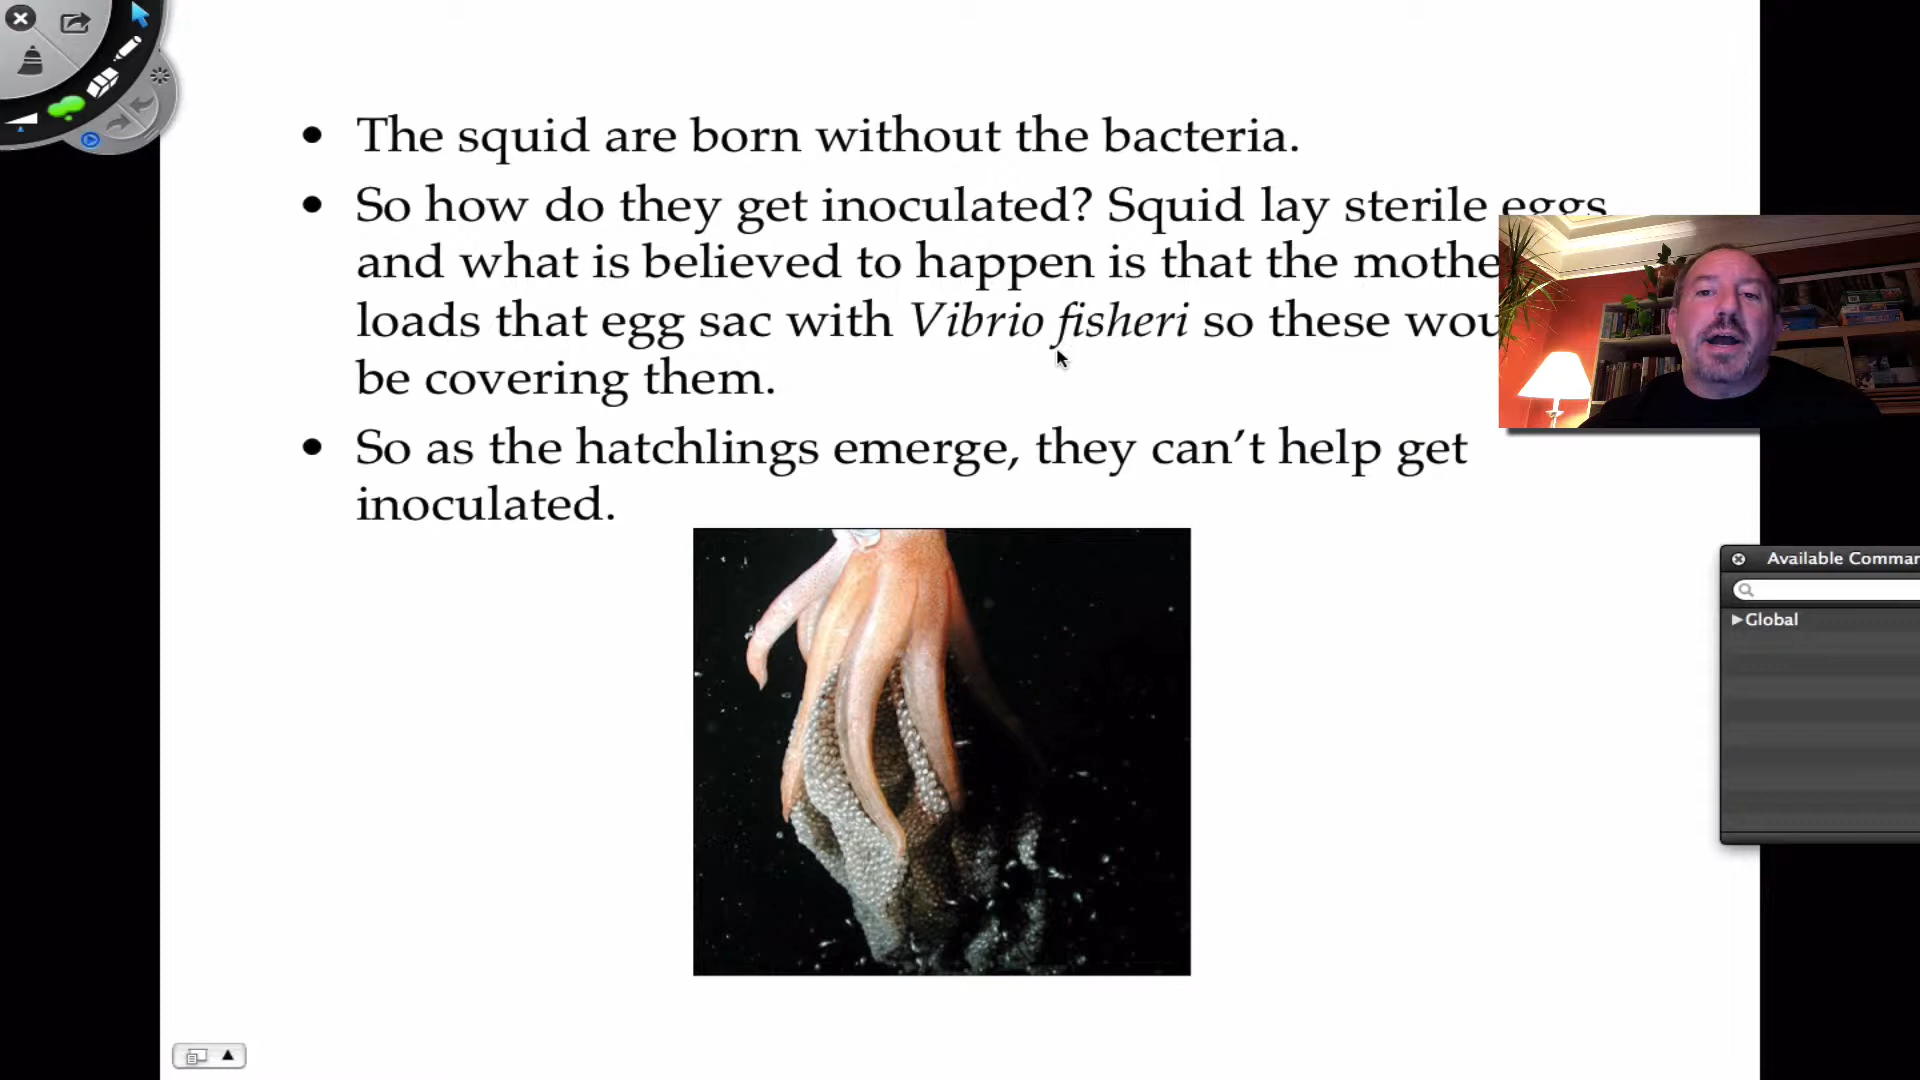 • The squid are born without the bacteria.
• So how do they get inoculated? Squid lay sterile eggs
and what is believed to happen is that the mothe
loads that egg sac with Vibrio fisheri so these wou
be covering them.
• So as the hatchlings emerge, they can’t help get
inoculated.
Available Comman
Global